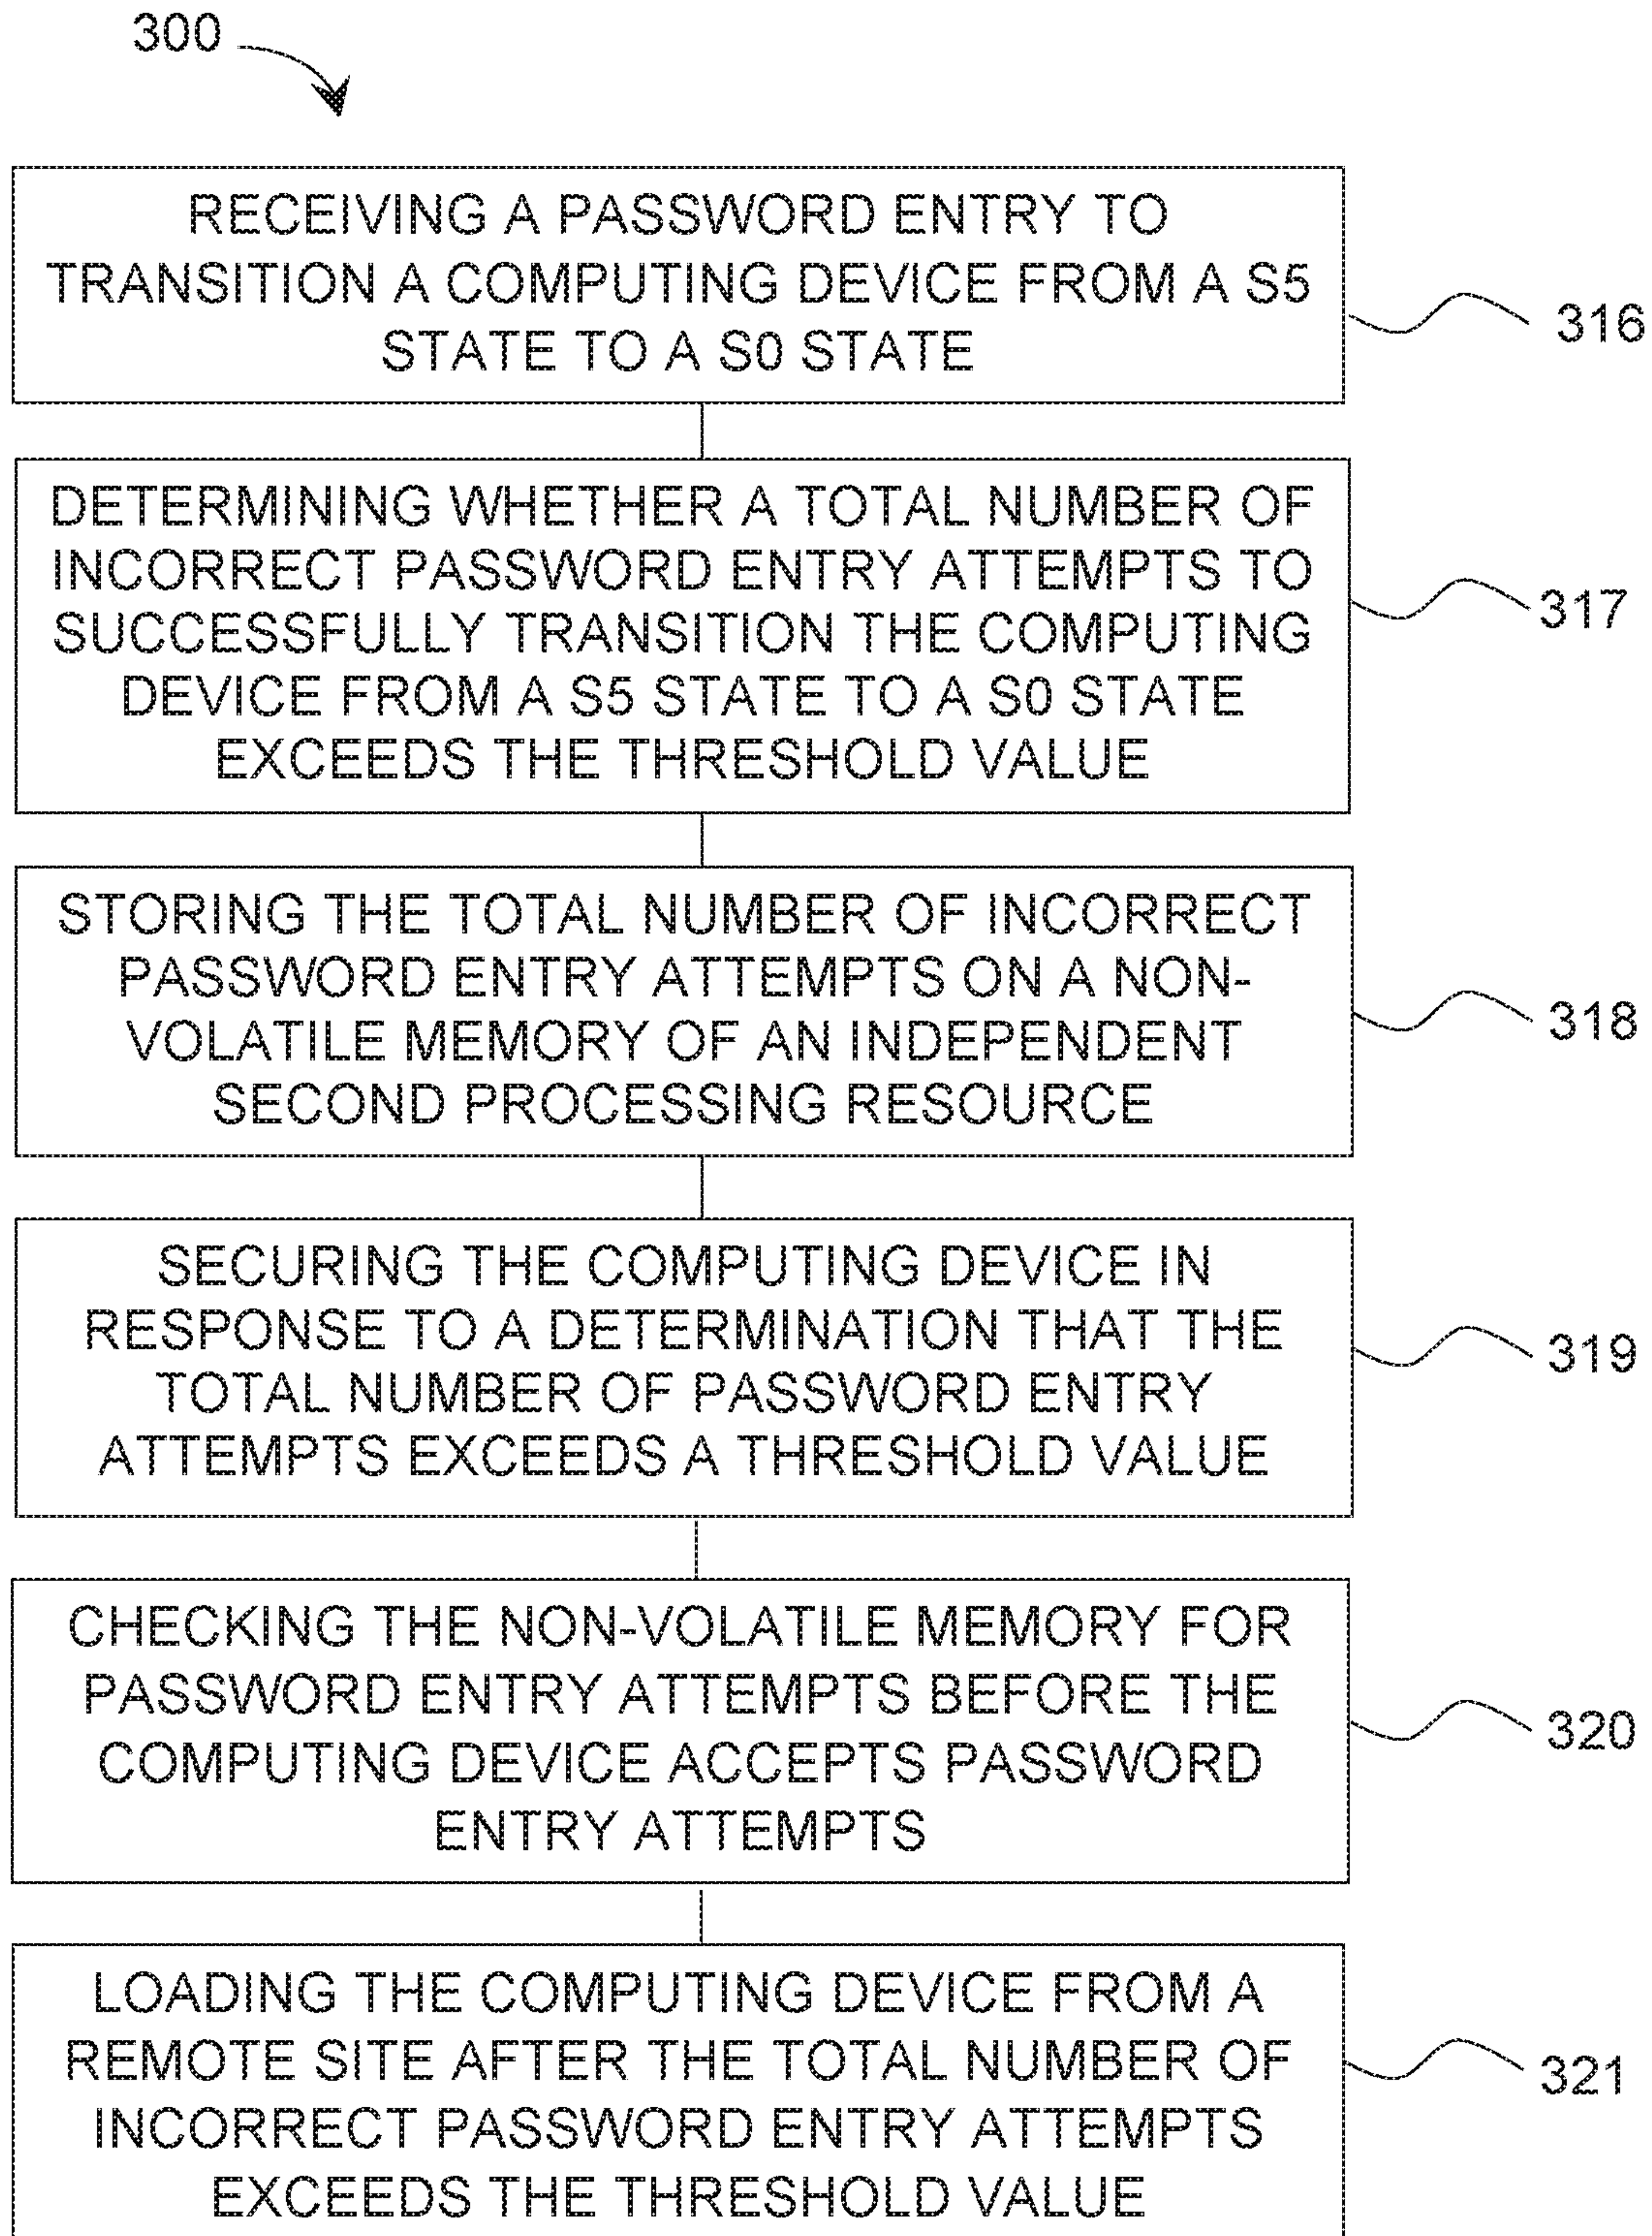 300
RECEIVING A PASSWORD ENTRY TO
TRANSITION A COMPUTING DEVICE FROM A S5
STATE TO A S0 STATE
316
DETERMINING WHETHER A TOTAL NUMBER OF
INCORRECT PASSWORD ENTRY ATTEMPTS TO
SUCCESSFULLY TRANSITION THE COMPUTING
DEVICE FROM A S5 STATE TO A S0 STATE
EXCEEDS THE THRESHOLD VALUE
317
STORING THE TOTAL NUMBER OF INCORRECT
PASSWORD ENTRY ATTEMPTS ON A NON-
VOLATILE MEMORY OF AN INDEPENDENT
SECOND PROCESSING RESOURCE
318
SECURING THE COMPUTING DEVICE IN
RESPONSE TO A DETERMINATION THAT THE
TOTAL NUMBER OF PASSWORD ENTRY
ATTEMPTS EXCEEDS A THRESHOLD VALUE
319
CHECKING THE NON-VOLATILE MEMORY FOR
PASSWORD ENTRY ATTEMPTS BEFORE THE
COMPUTING DEVICE ACCEPTS PASSWORD
ENTRY ATTEMPTS
320
LOADING THE COMPUTING DEVICE FROM A
REMOTE SITE AFTER THE TOTAL NUMBER OF
INCORRECT PASSWORD ENTRY ATTEMPTS
EXCEEDS THE THRESHOLD VALUE
321